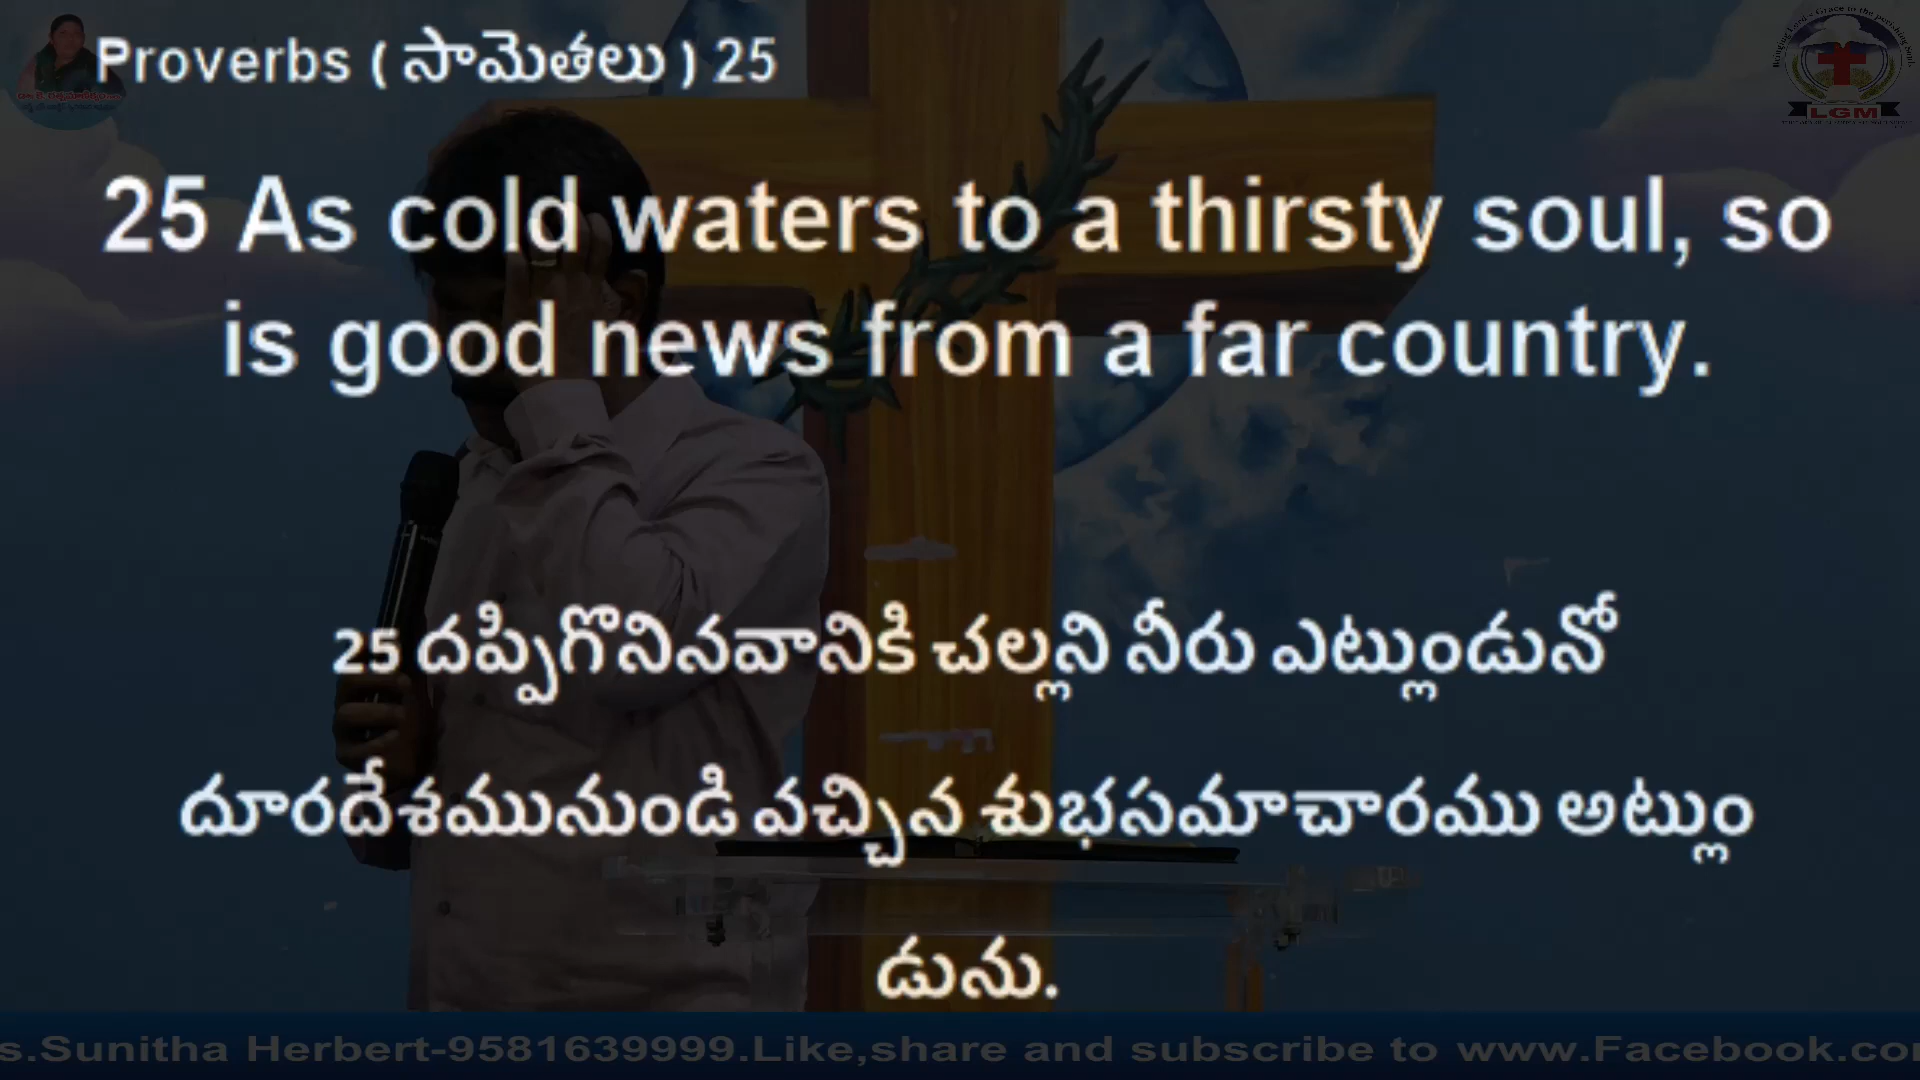 Proverbs ( సామెతలు ) 25
LGM
25 As cold waters to a thirsty soul, so
is good news from a far country.
25 దప్పిగొనినవానికి చల్లని నీరు ఎట్లుండునో
దూరదేశమునుండి వచ్చిన శుభసమాచారము అట్లుం
డును.
s.Sunitha Herbert-9581639999.Like,share and subscribe to www.Facebook.co